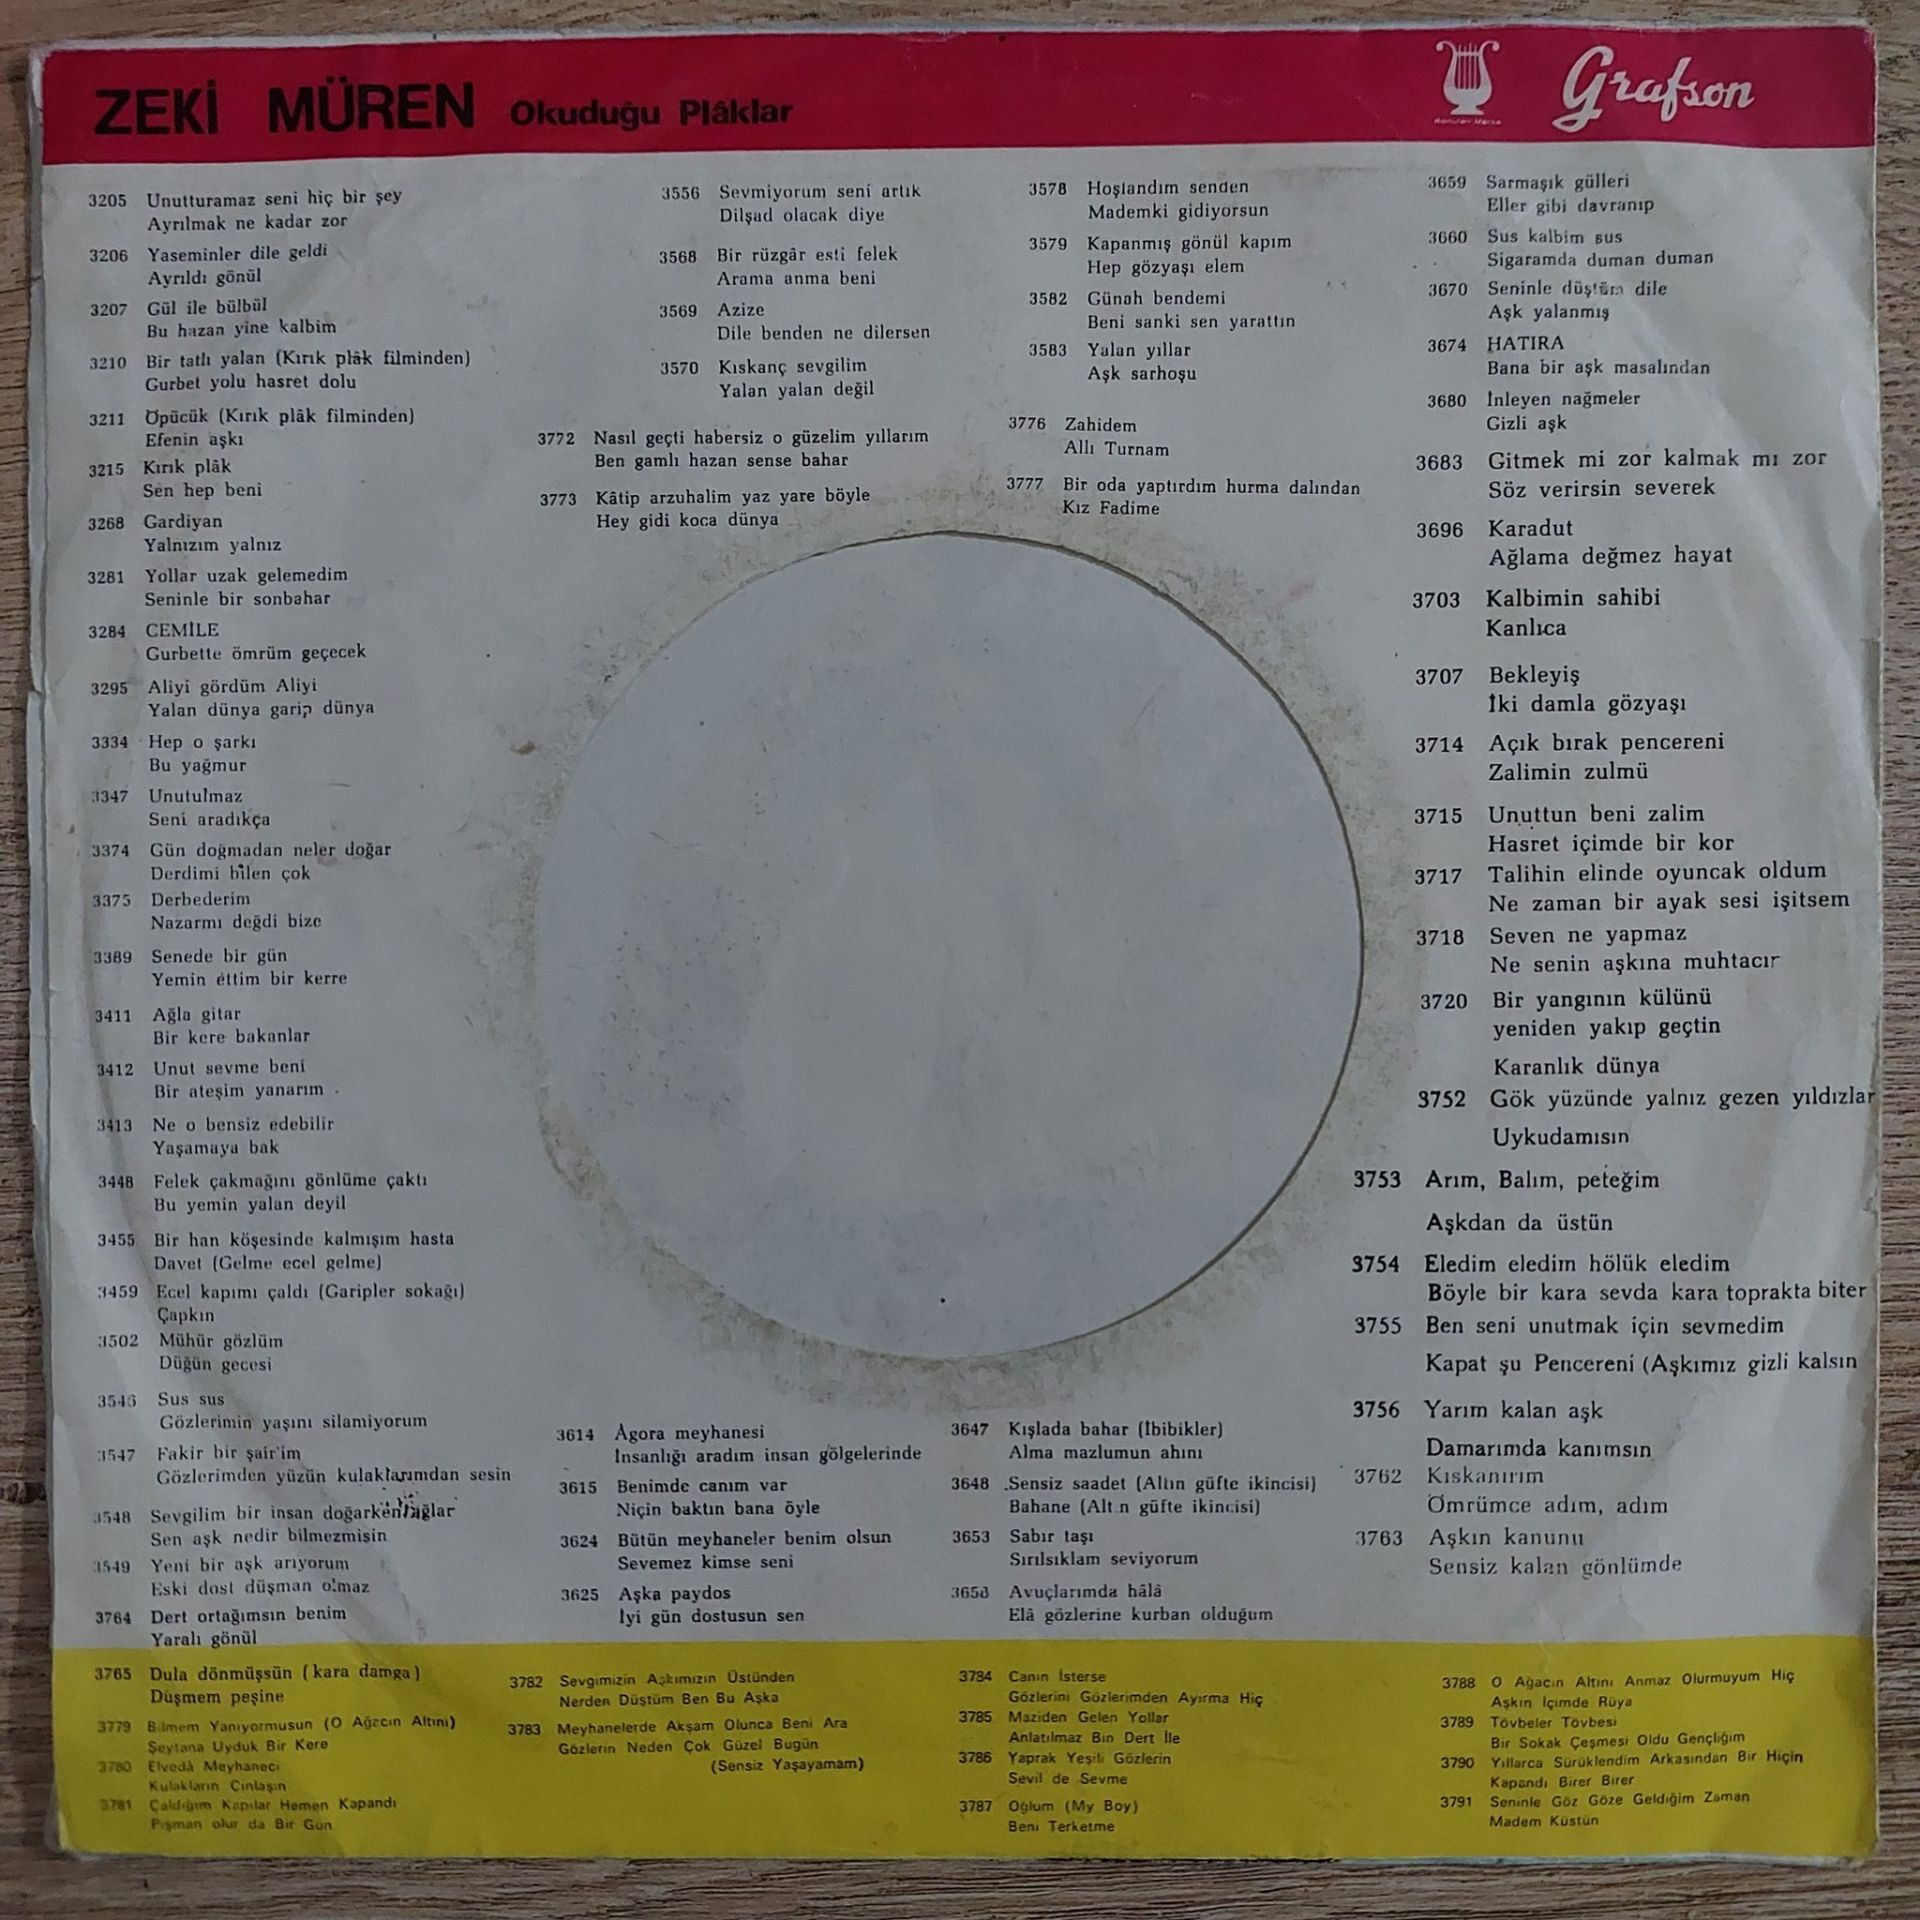 ZEKİ MÜREN Okuduğu Plâklar
Grafson
3205 Unutturamaz seni hiç bir şey
Ayrılmak ne kadar zor
3206 Yaseminler dile geldi
Ayrıldı gönül
3207 Gül ile bülbül
Bu hazan yine kalbim
3210 Bir tatlı yalan (Kırık plâk filminden)
Gurbet yolu hasret dolu
3211 Öpücük (Kırık plâk filminden)
Efenin aşkı
3215 Kırık plâk
Sen hep beni
3268 Gardiyan
Yalnızım yalnız
3281 Yollar uzak gelemedim
Seninle bir sonbahar
3284 CEMİLE
Gurbette ömrüm geçecek
3295 Aliyi gördüm Aliyi
Yalan dünya garip dünya
3334 Hep o şarkı
Bu yağmur
3347 Unutulmaz
Seni aradıkça
3374 Gün doğmadan neler doğar
Derdimi bilen çok
3375 Derbederim
Nazarmı değdi bize
3389 Senede bir gün
Yemin ettim bir kerre
3411 Ağla gitar
Bir kere bakanlar
3412 Unut sevme beni
Bir ateşim yanarım
3413 Ne o bensiz edebilir
Yaşamaya bak
3448 Felek çakmağını gönlüme çaktı
Bu yemin yalan deyil
3455 Bir han köşesinde kalmışım hasta
Davet (Gelme ecel gelme)
3459 Ecel kapımı çaldı (Garipler sokağı)
Çapkın
3502 Mühür gözlüm
Düğün gecesi
3546 Sus sus
Gözlerimin yaşını silamiyorum
3547 Fakir bir şair'im
Gözlerimden yüzün kulaklarımdan sesin
3548 Sevgilim bir insan doğarken ağlar
Sen aşk nedir bilmezmisin
3549 Yeni bir aşk arıyorum
Eski dost düşman olmaz
3764 Dert ortağımsın benim
Yaralı gönül
3556 Sevmiyorum seni artık
Dilşad olacak diye
3568 Bir rüzgâr esti felek
Arama anma beni
3569 Azize
Dile benden ne dilersen
3570 Kıskanç sevgilim
Yalan yalan değil
3772 Nasıl geçti habersiz o güzelim yıllarım
Ben gamlı hazan sense bahar
3773 Kâtip arzuhalim yaz yare böyle
Hey gidi koca dünya
3578 Hoşlandım senden
Mademki gidiyorsun
3579 Kapanmış gönül kapım
Hep gözyaşı elem
3582 Günah bendemi
Beni sanki sen yarattın
3583 Yalan yıllar
Aşk sarhoşu
3776 Zahidem
Allı Turnam
3777 Bir oda yaptırdım hurma dalından
Kız Fadime
3659 Sarmaşık gülleri
Eller gibi davranıp
3660 Sus kalbim sus
Sigaramda duman duman
3670 Seninle düştüm dile
Aşk yalanmış
3674 HATIRA
Bana bir aşk masalından
3680 İnleyen nağmeler
Gizli aşk
3683 Gitmek mi zor kalmak mı zor
Söz verirsin severek
3696 Karadut
Ağlama değmez hayat
3703 Kalbimin sahibi
Kanlıca
3707 Bekleyiş
İki damla gözyaşı
3714 Açık bırak pencereni
Zalimin zulmü
3715 Unuttun beni zalim
Hasret içimde bir kor
3717 Talihin elinde oyuncak oldum
Ne zaman bir ayak sesi işitsem
3718 Seven ne yapmaz
Ne senin aşkına muhtacır
3720 Bir yangının külünü
yeniden yakıp geçtin
Karanlık dünya
3752 Gök yüzünde yalnız gezen yıldızlar
Uykudamısın
3753 Arım, Balım, peteğim
Aşkdan da üstün
3754 Eledim eledim hölük eledim
Böyle bir kara sevda kara toprakta biter
3755 Ben seni unutmak için sevmedim
Kapat şu Pencereni (Aşkımız gizli kalsın
3756 Yarım kalan aşk
Damarımda kanımsın
3762 Kıskanırım
Ömrümce adım, adım
3763 Aşkın kanunu
Sensiz kalan gönlümde
3614 Agora meyhanesi
İnsanlığı aradım insan gölgelerinde
3615 Benimde canım var
Niçin baktın bana öyle
3624 Bütün meyhaneler benim olsun
Sevemez kimse seni
3625 Aşka paydos
İyi gün dostusun sen
3647 Kışlada bahar (İbibikler)
Alma mazlumun ahını
3648 Sensiz saadet (Altın güfte ikincisi)
Bahane (Altın güfte ikincisi)
3653 Sabır taşı
Sırılsıklam seviyorum
Avuçlarımda hâlâ
Elâ gözlerine kurban olduğum
3765 Dula dönmüşsün (kara damga)
Düşmem peşine
3779 Bilmem Yanıyormusun (O Ağacın Altını)
Şeytana Uyduk Bir Kere
3780 Elvedâ Meyhaneci
Kulakların Çınlasın
3781 Çaldığım Kapılar Hemen Kapandı
Pişman olur da Bir Gün
3782 Sevgimizin Aşkımızın Üstünden
Nerden Düştüm Ben Bu Aşka
3783 Meyhanelerde Akşam Olunca Beni Ara
Gözlerin Neden Çok Güzel Bugün
(Sensiz Yaşayamam)
3784 Canın İsterse
Gözlerini Gözlerimden Ayırma Hiç
3785 Maziden Gelen Yollar
Anlatılmaz Bin Dert İle
3786 Yaprak Yeşili Gözlerin
Sevil de Sevme
3787 Oğlum (My Boy)
Beni Terketme
3788 O Ağacın Altını Anmaz Olurmuyum Hiç
Aşkın İçimde Rüya
3789 Tövbeler Tövbesi
Bir Sokak Çeşmesi Oldu Gençliğim
3790 Yıllarca Sürüklendim Arkasından Bir Hiçin
Kapandı Birer Birer
3791 Seninle Göz Göze Geldiğim Zaman
Madem Küstün